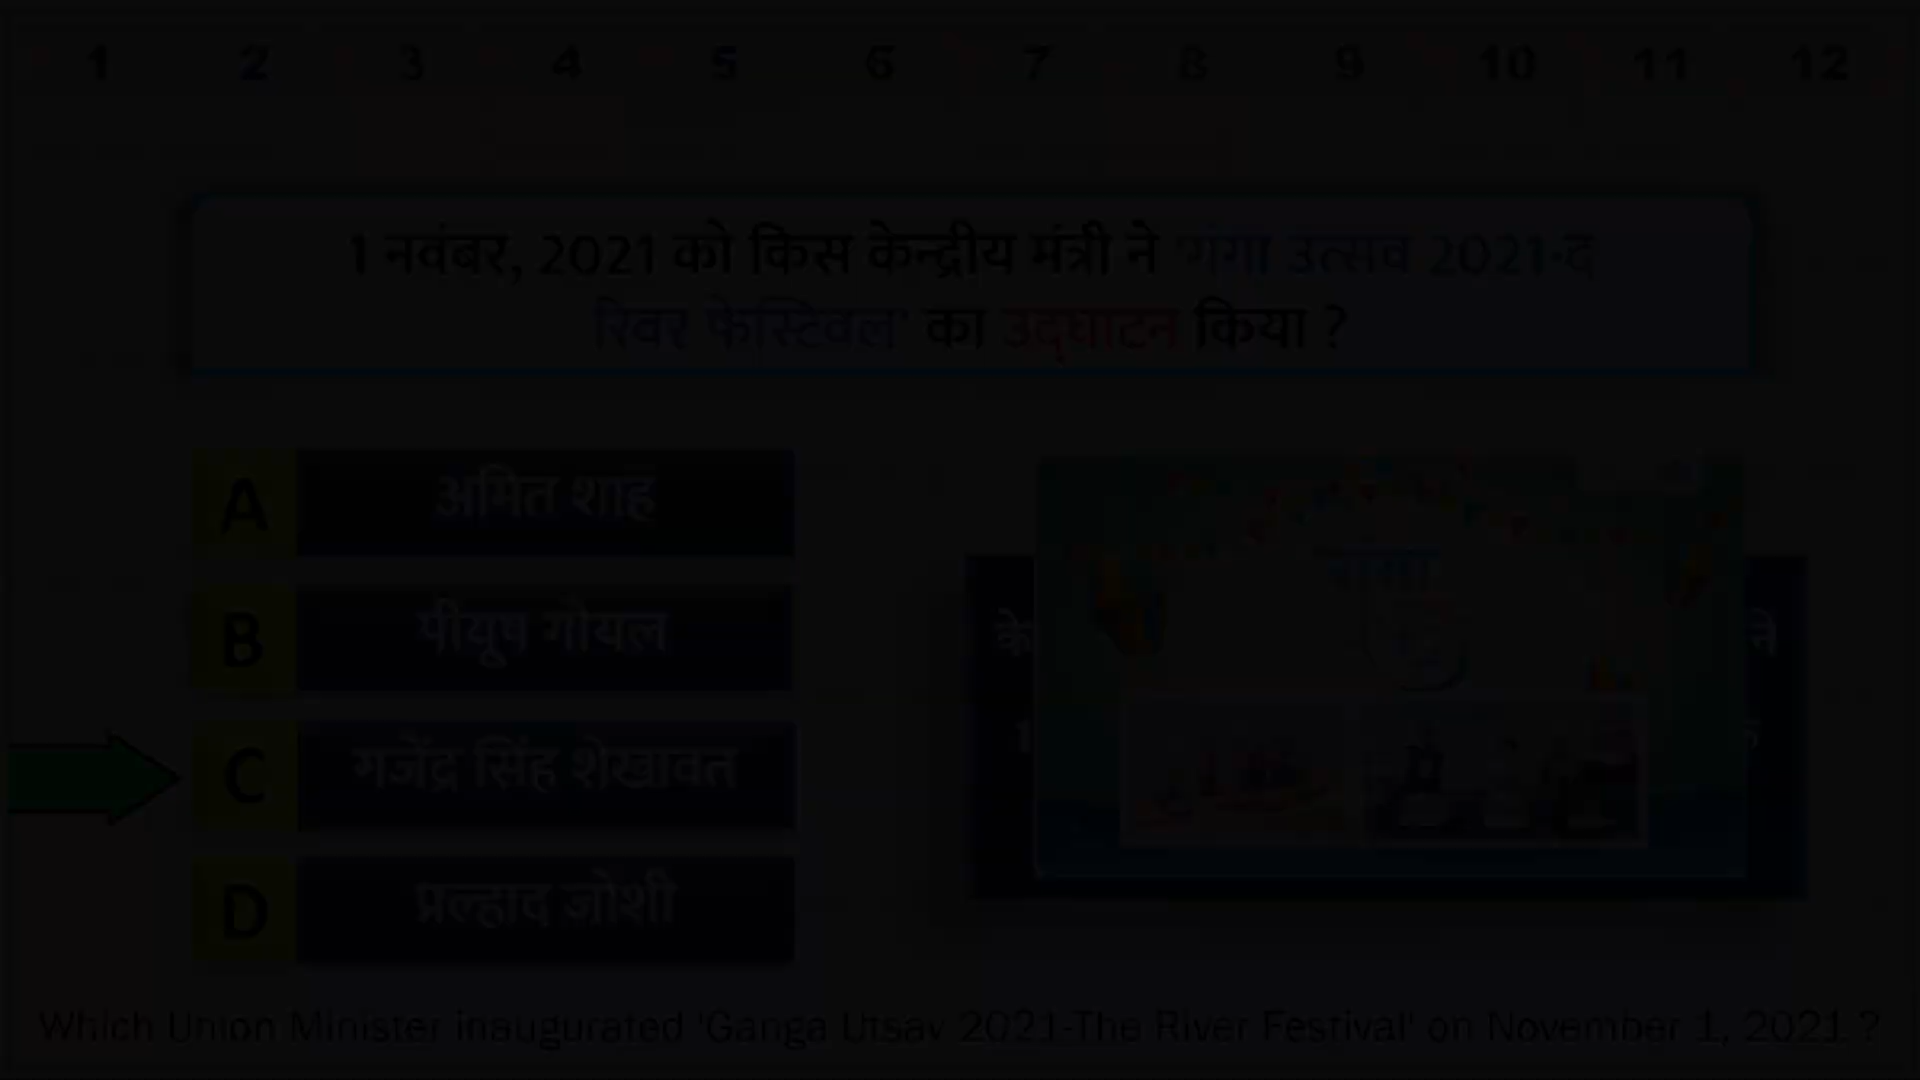 1 2 3 4 5 6 7 8 9 10 11 12
1 नवंबर, 2021 को किस केन्द्रीय मंत्री ने 'गंगा उत्सव 2021-द
रिवर फेस्टिवल' का उद्घाटन किया ?
A अमित शाह
B पीयूष गोयल
C गजेंद्र सिंह शेखावत
D प्रल्हाद जोशी
Which Union Minister inaugurated 'Ganga Utsav 2021-The River Festival' on November 1, 2021 ?